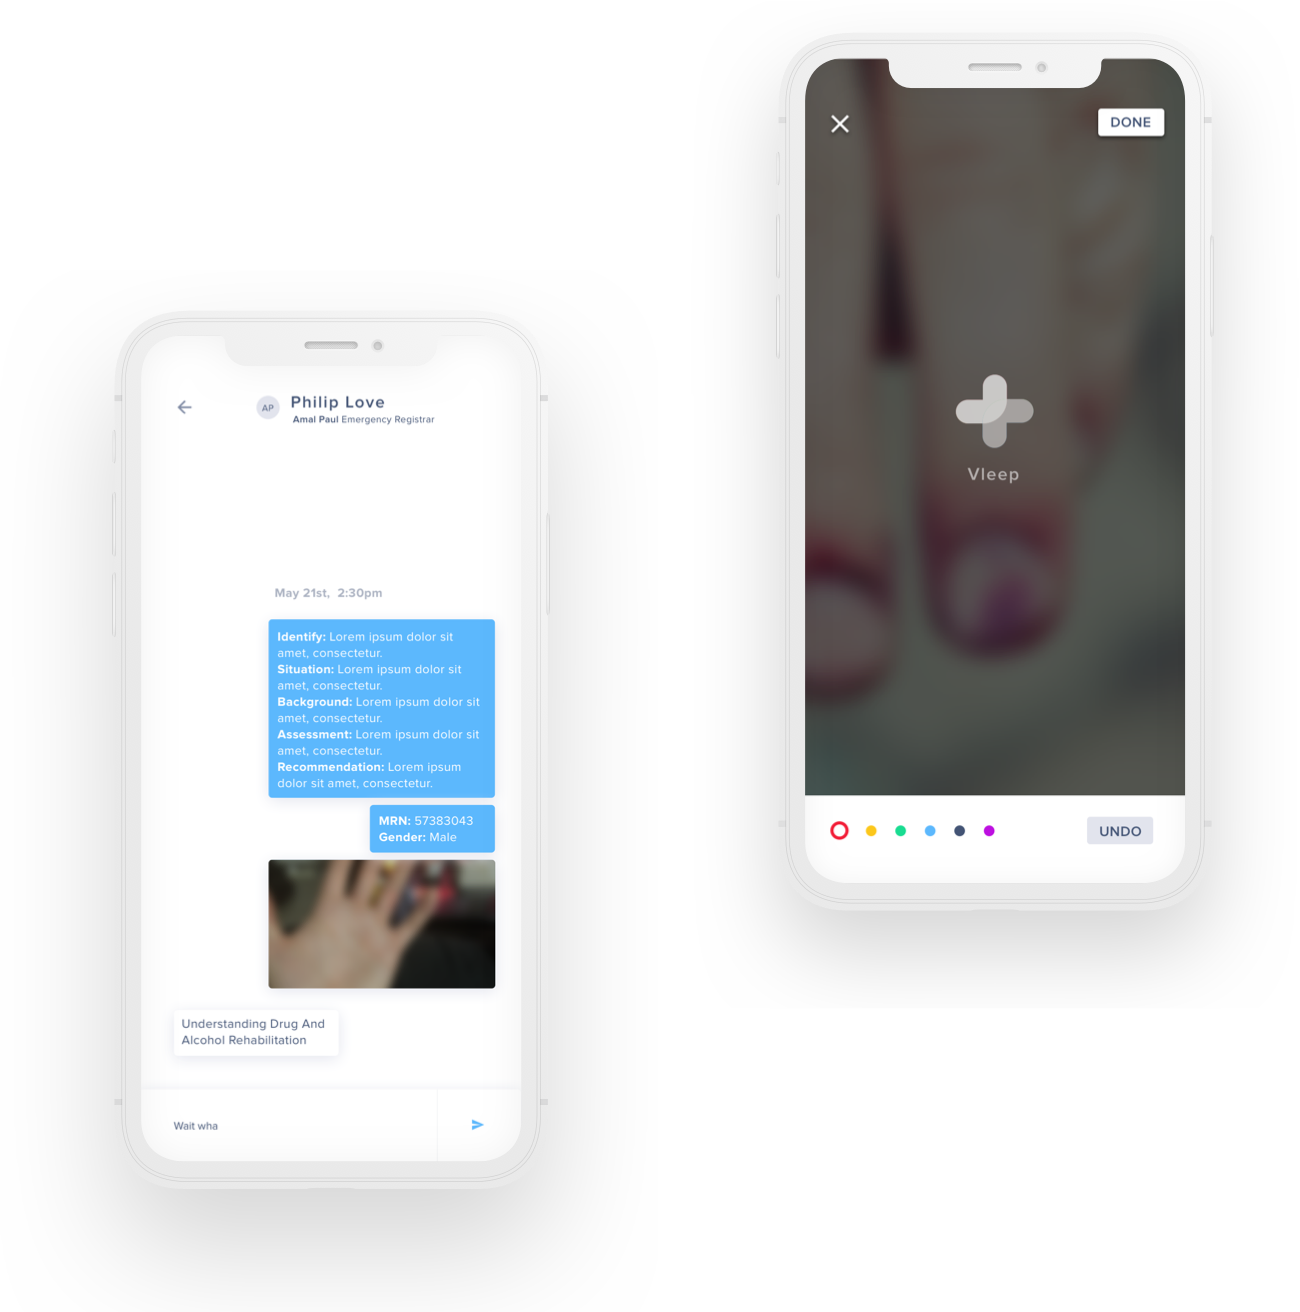 AP
Philip Love
Amal Paul Emergency Registrar
May 21st, 2:30pm
Identify: Lorem ipsum dolor sit
amet, consectetur.
Situation: Lorem ipsum dolor sit
amet, consectetur.
Background: Lorem ipsum dolor sit
amet, consectetur.
Assessment: Lorem ipsum dolor sit
amet, consectetur.
Recommendation: Lorem ipsum
dolor sit amet, consectetur.
MRN: 57383043
Gender: Male
Understanding Drug And
Alcohol Rehabilitation
Wait wha
DONE
Vleep
UNDO